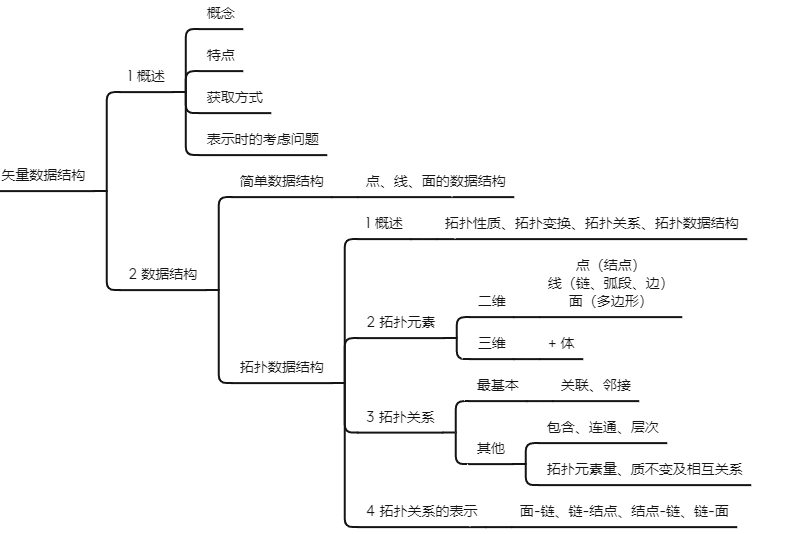 概念
特点
1 概述
获取方式
表示时的考虑问题
矢量数据结构
简单数据结构
点、线、面的数据结构
1 概述
拓扑性质、拓扑变换、拓扑关系、拓扑数据结构
2 数据结构
点（结点）
线（链、弧段、边）
面（多边形）
二维
2 拓扑元素
三维
+ 体
拓扑数据结构
最基本
关联、邻接
3 拓扑关系
包含、连通、层次
其他
拓扑元素量、质不变及相互关系
4 拓扑关系的表示
面-链、链-结点、结点-链、链-面